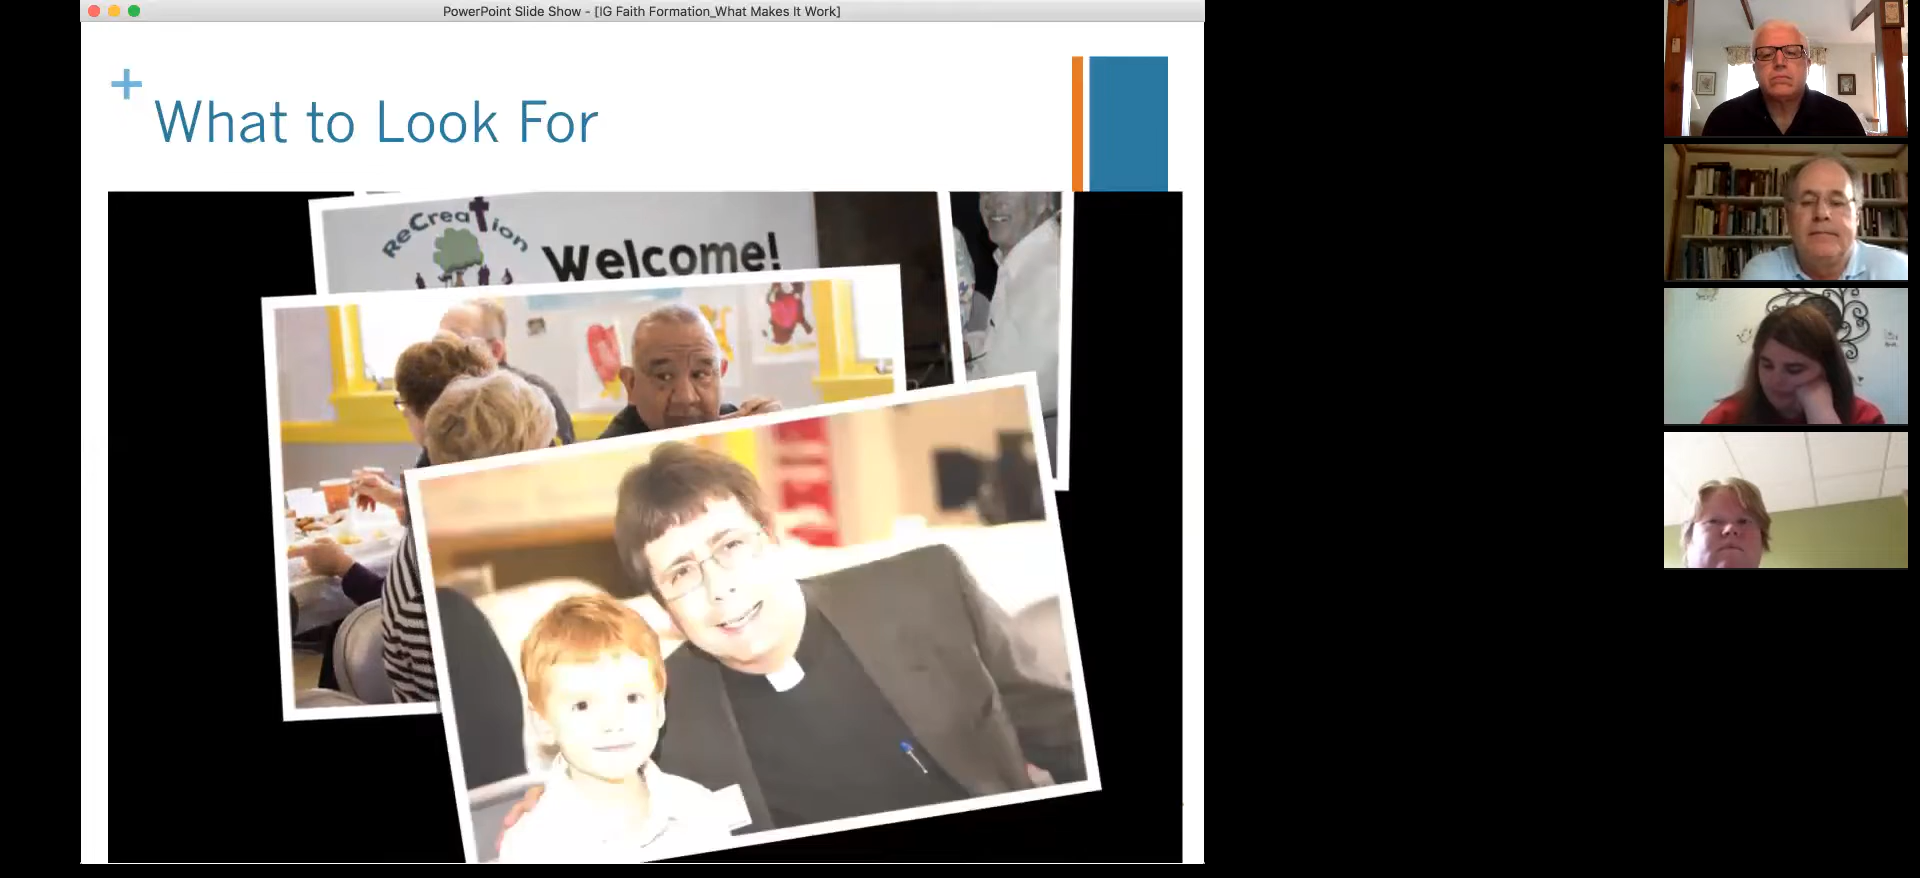 PowerPoint Slide Show - [IG Faith Formation_What Makes It Work]
+
What to Look For
ReCreation
Welcome!